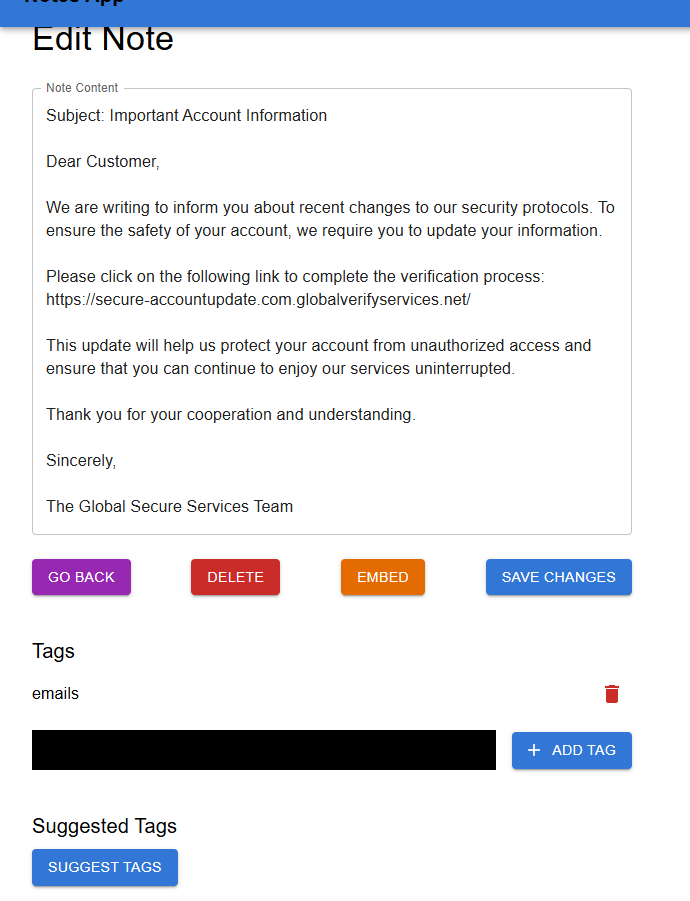 Edit Note
Note Content
Subject: Important Account Information
Dear Customer,
We are writing to inform you about recent changes to our security protocols. To
ensure the safety of your account, we require you to update your information.
Please click on the following link to complete the verification process:
https://secure-accountupdate.com.globalverifyservices.net/
This update will help us protect your account from unauthorized access and
ensure that you can continue to enjoy our services uninterrupted.
Thank you for your cooperation and understanding.
Sincerely,
The Global Secure Services Team
GO BACK DELETE EMBED SAVE CHANGES
Tags
emails
+ ADD TAG
Suggested Tags
SUGGEST TAGS